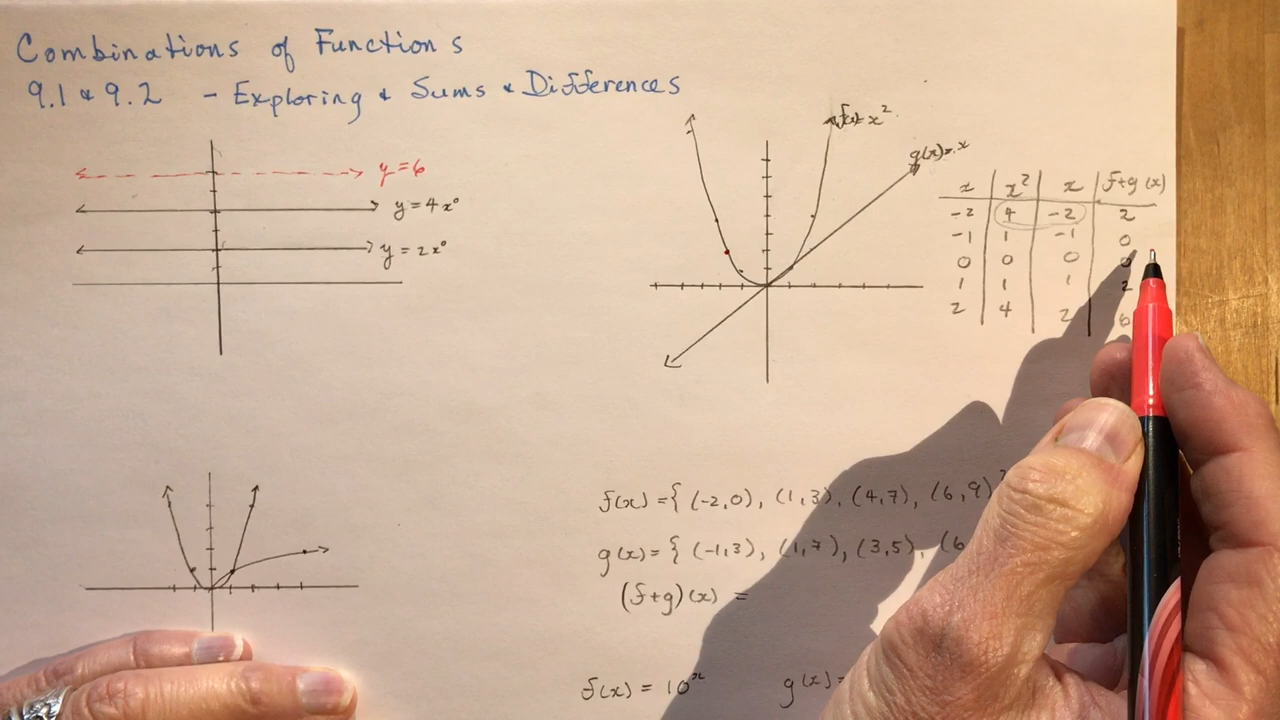 Combinations of Functions
9.1 & 9.2 - Exploring & Sums & Differences
y = 6
y = 4x⁰
y = 2x⁰
f(x) = x²
g(x) = x
x | x² | x | f+g (x)
-2 | 4 | -2 | 2
-1 | 1 | -1 | 0
0 | 0 | 0 | 0
1 | 1 | 1 | 2
2 | 4 | 2 | 6
f(x) = { (-2,0), (1,3), (4,7), (6,9)
g(x) = { (-1,3), (1,7), (3,5), (6
(f+g)(x) =
f(x) = 10ˣ g(x) =